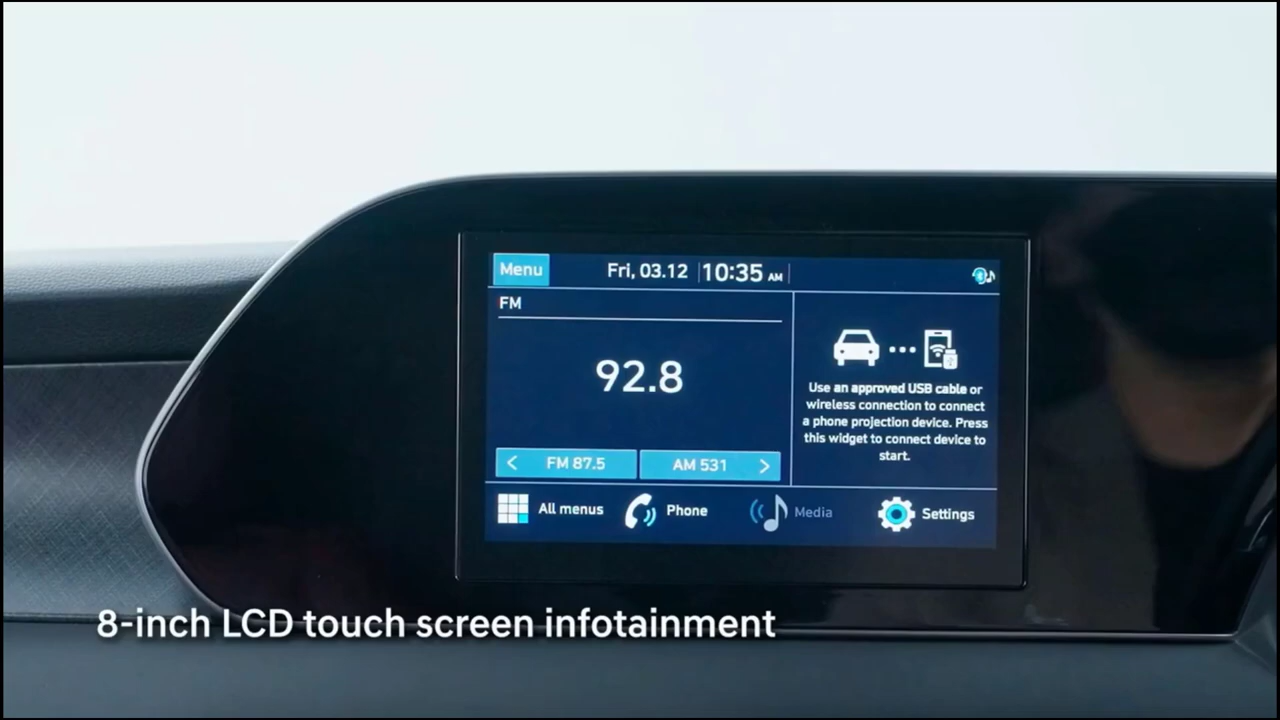 Menu
Fri, 03.12
10:35 AM
FM
92.8
FM 87.5
AM 531
Use an approved USB cable or
wireless connection to connect
a phone projection device. Press
this widget to connect device to
start.
All menus
Phone
Media
Settings
8-inch LCD touch screen infotainment